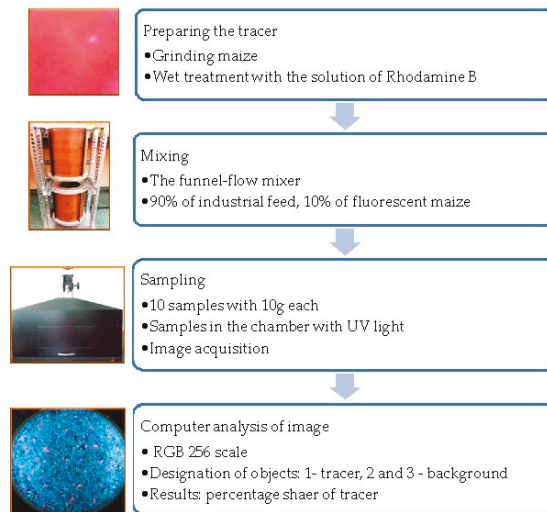 Preparing the tracer
•Grinding maize
•Wet treatment with the solution of Rhodamine B
Mixing
•The funnel-flow mixer
•90% of industrial feed, 10% of fluorescent maize
Sampling
•10 samples with 10g each
•Samples in the chamber with UV light
•Image acquisition
Computer analysis of image
• RGB 256 scale
•Designation of objects: 1- tracer, 2 and 3 - background
•Results: percentage shaer of tracer